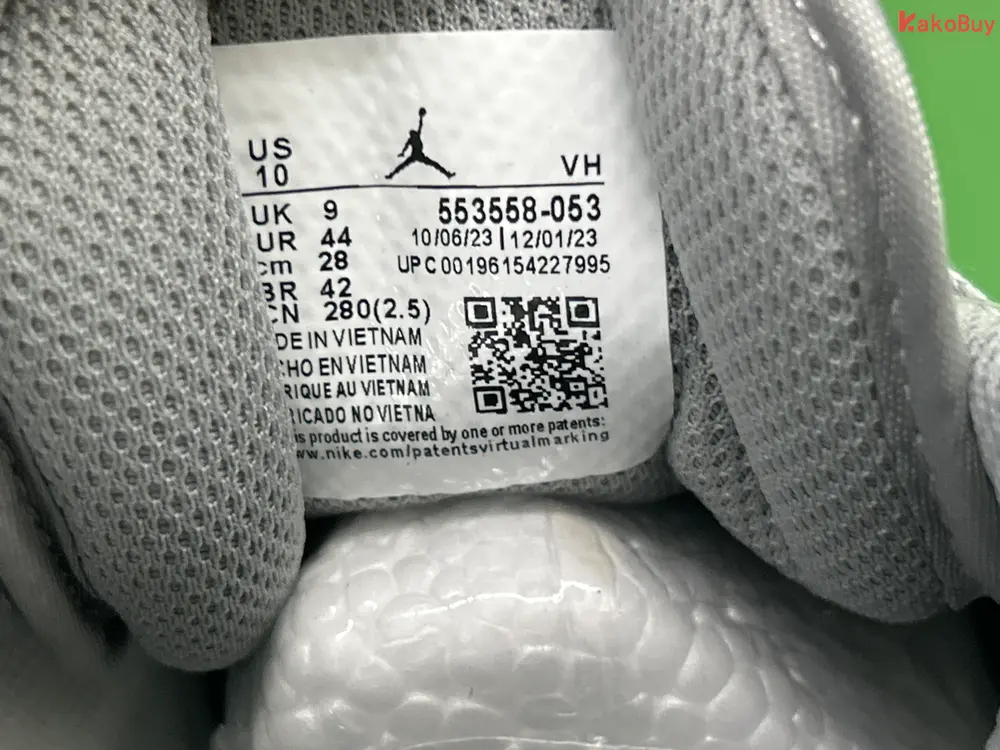 KakoBuy
US
10
VH
UK 9
553558-053
UR 44
10/06/23 | 12/01/23
cm 28
UPC 00196154227995
BR 42
CN 280(2.5)
DE IN VIETNAM
CHO EN VIETNAM
RIQUE AU VIETNAM
RICADO NO VIETNA
is product is covered by one or more patents:
ww.nike.com/patentsvirtualmarking